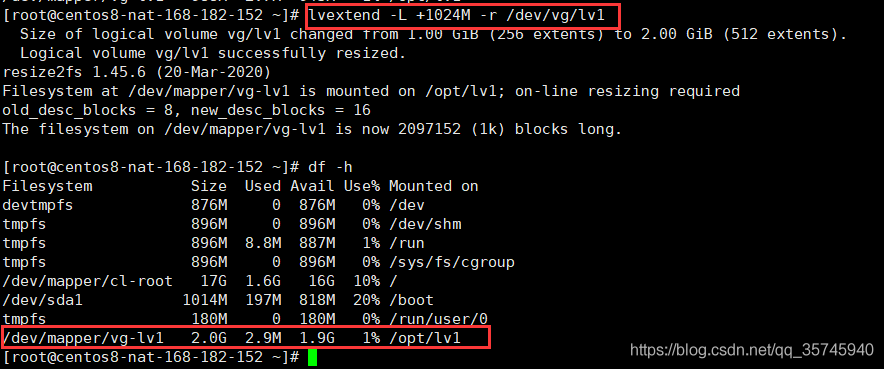 [root@centos8-nat-168-182-152 ~]# lvextend -L +1024M -r /dev/vg/lv1
  Size of logical volume vg/lv1 changed from 1.00 GiB (256 extents) to 2.00 GiB (512 extents).
  Logical volume vg/lv1 successfully resized.
resize2fs 1.45.6 (20-Mar-2020)
Filesystem at /dev/mapper/vg-lv1 is mounted on /opt/lv1; on-line resizing required
old_desc_blocks = 8, new_desc_blocks = 16
The filesystem on /dev/mapper/vg-lv1 is now 2097152 (1k) blocks long.
[root@centos8-nat-168-182-152 ~]# df -h
Filesystem           Size  Used Avail Use% Mounted on
devtmpfs             876M     0  876M   0% /dev
tmpfs                896M     0  896M   0% /dev/shm
tmpfs                896M  8.8M  887M   1% /run
tmpfs                896M     0  896M   0% /sys/fs/cgroup
/dev/mapper/cl-root   17G  1.6G   16G  10% /
/dev/sda1           1014M  197M  818M  20% /boot
tmpfs                180M     0  180M   0% /run/user/0
/dev/mapper/vg-lv1   2.0G  2.9M  1.9G   1% /opt/lv1
[root@centos8-nat-168-182-152 ~]#
https://blog.csdn.net/qq_35745940